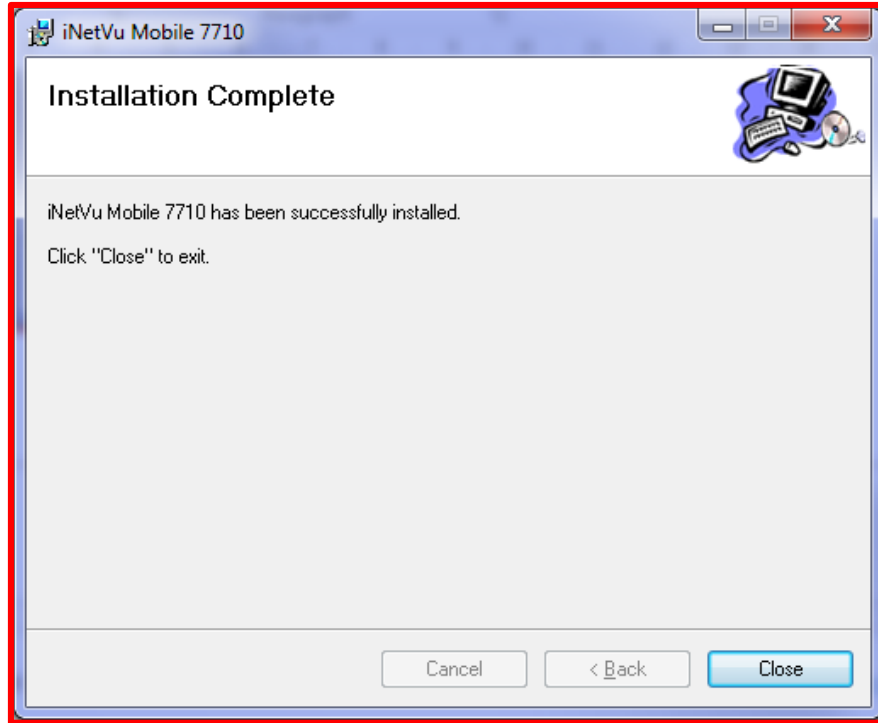 iNetVu Mobile 7710
Installation Complete
iNetVu Mobile 7710 has been successfully installed.
Click "Close" to exit.
Cancel
< Back
Close